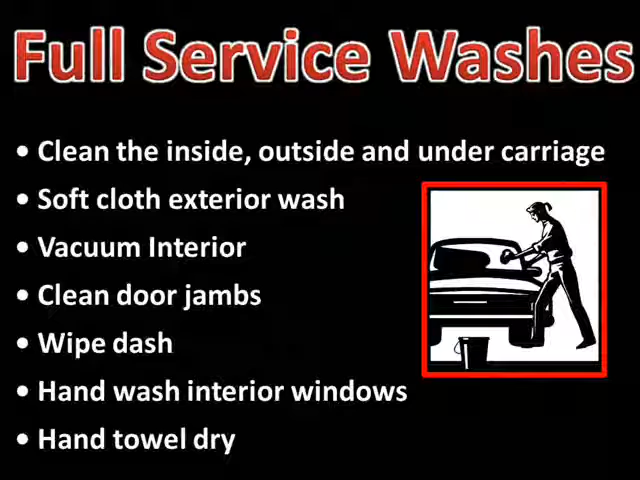 Full Service Washes
• Clean the inside, outside and under carriage
• Soft cloth exterior wash
• Vacuum Interior
• Clean door jambs
• Wipe dash
• Hand wash interior windows
• Hand towel dry